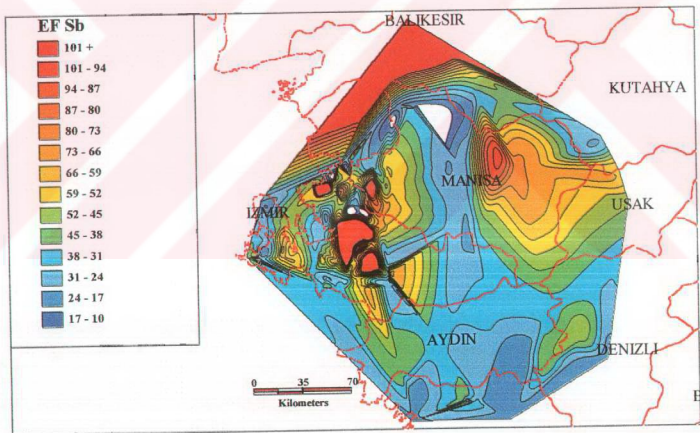 EF Sb
101 +
101 - 94
94 - 87
87 - 80
80 - 73
73 - 66
66 - 59
59 - 52
52 - 45
45 - 38
38 - 31
31 - 24
24 - 17
17 - 10
BALIKESIR
KUTAHYA
MANISA
IZMIR
USAK
AYDIN
DENIZLI
0 35 70
Kilometers